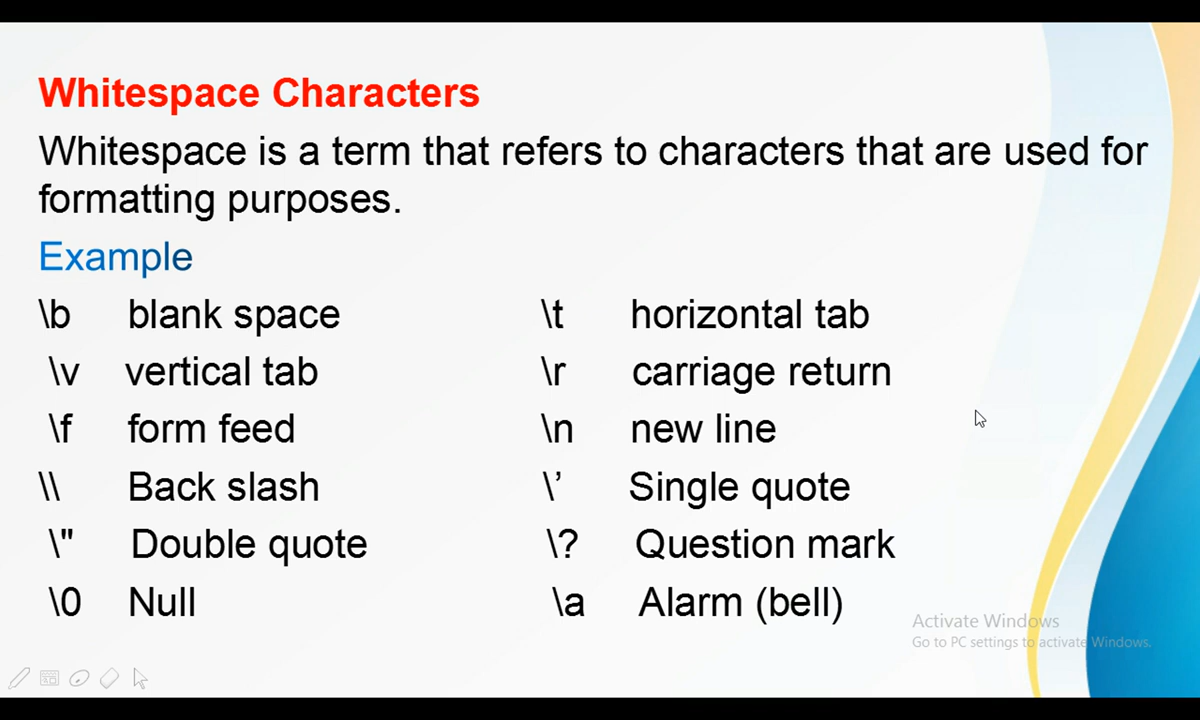 Whitespace Characters
Whitespace is a term that refers to characters that are used for
formatting purposes.
Example
\b blank space \t horizontal tab
\v vertical tab \r carriage return
\f form feed \n new line
\\ Back slash \’ Single quote
\" Double quote \? Question mark
\0 Null \a Alarm (bell)
Activate Windows
Go to PC settings to activate Windows.